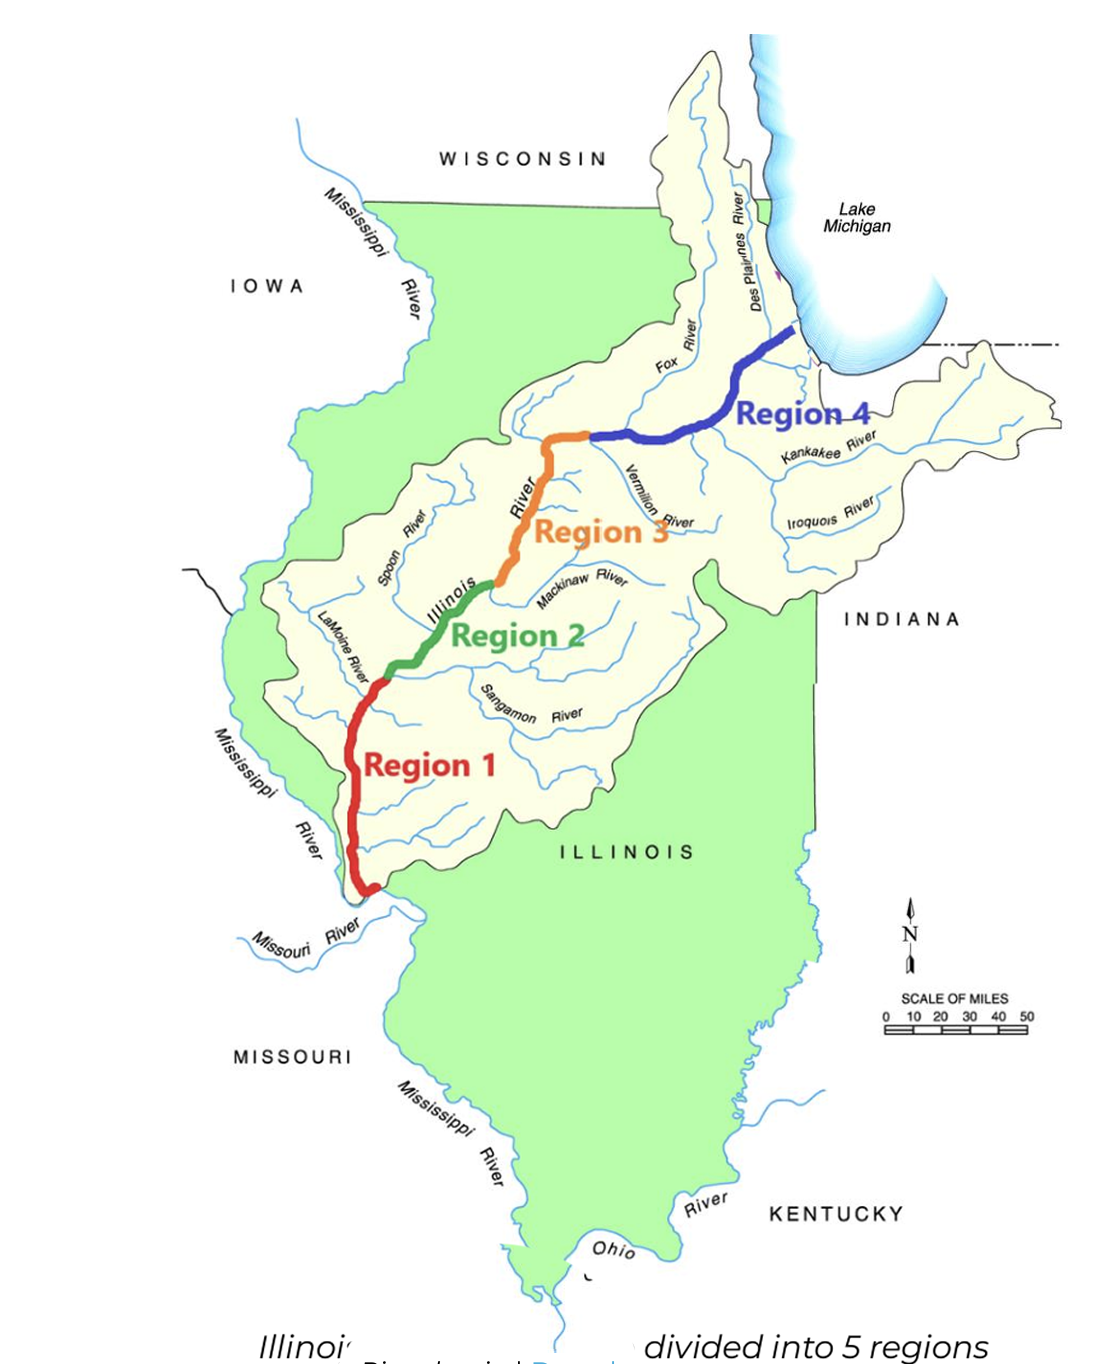 WISCONSIN
Lake
Michigan
Mississippi
River
IOWA
Des Plaines River
Fox River
Region 4
Kankakee River
River
Vermilion River
Iroquois River
Region 3
Spoon River
Illinois
Mackinaw River
INDIANA
LaMoine River
Region 2
Sangamon River
Mississippi
River
Region 1
ILLINOIS
Missouri River
N
SCALE OF MILES
0 10 20 30 40 50
MISSOURI
Mississippi
River
River
KENTUCKY
Ohio
divided into 5 regions